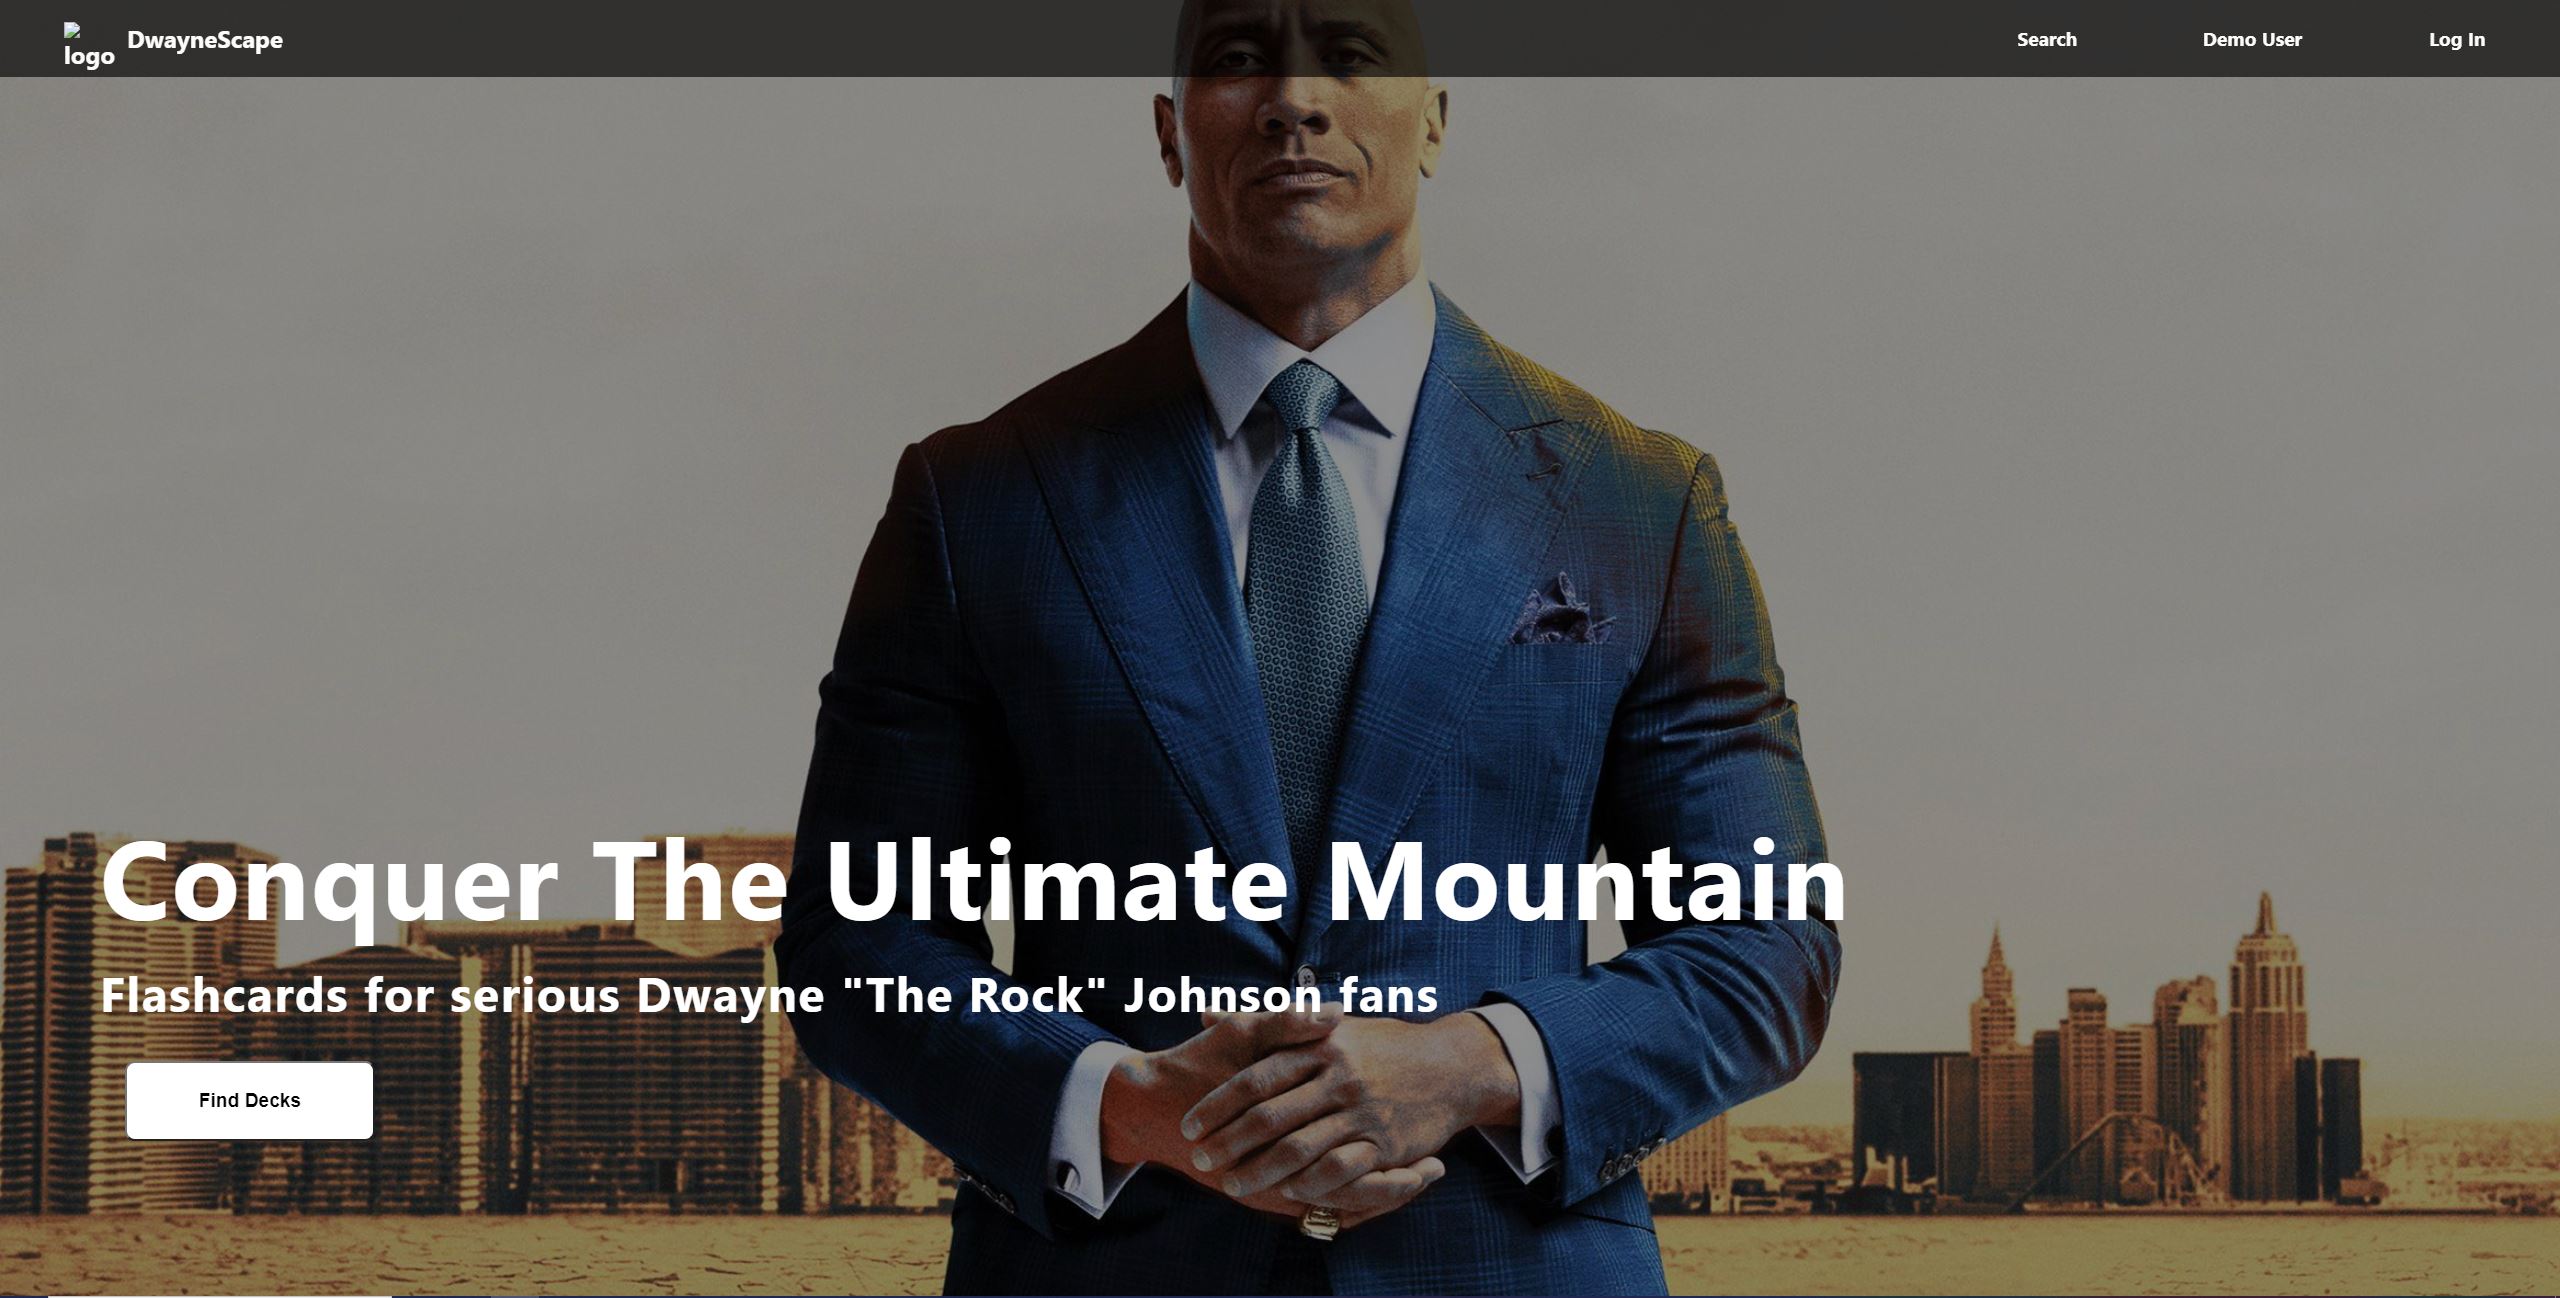 logo
DwayneScape
Search
Demo User
Log In
Conquer The Ultimate Mountain
Flashcards for serious Dwayne "The Rock" Johnson fans
Find Decks